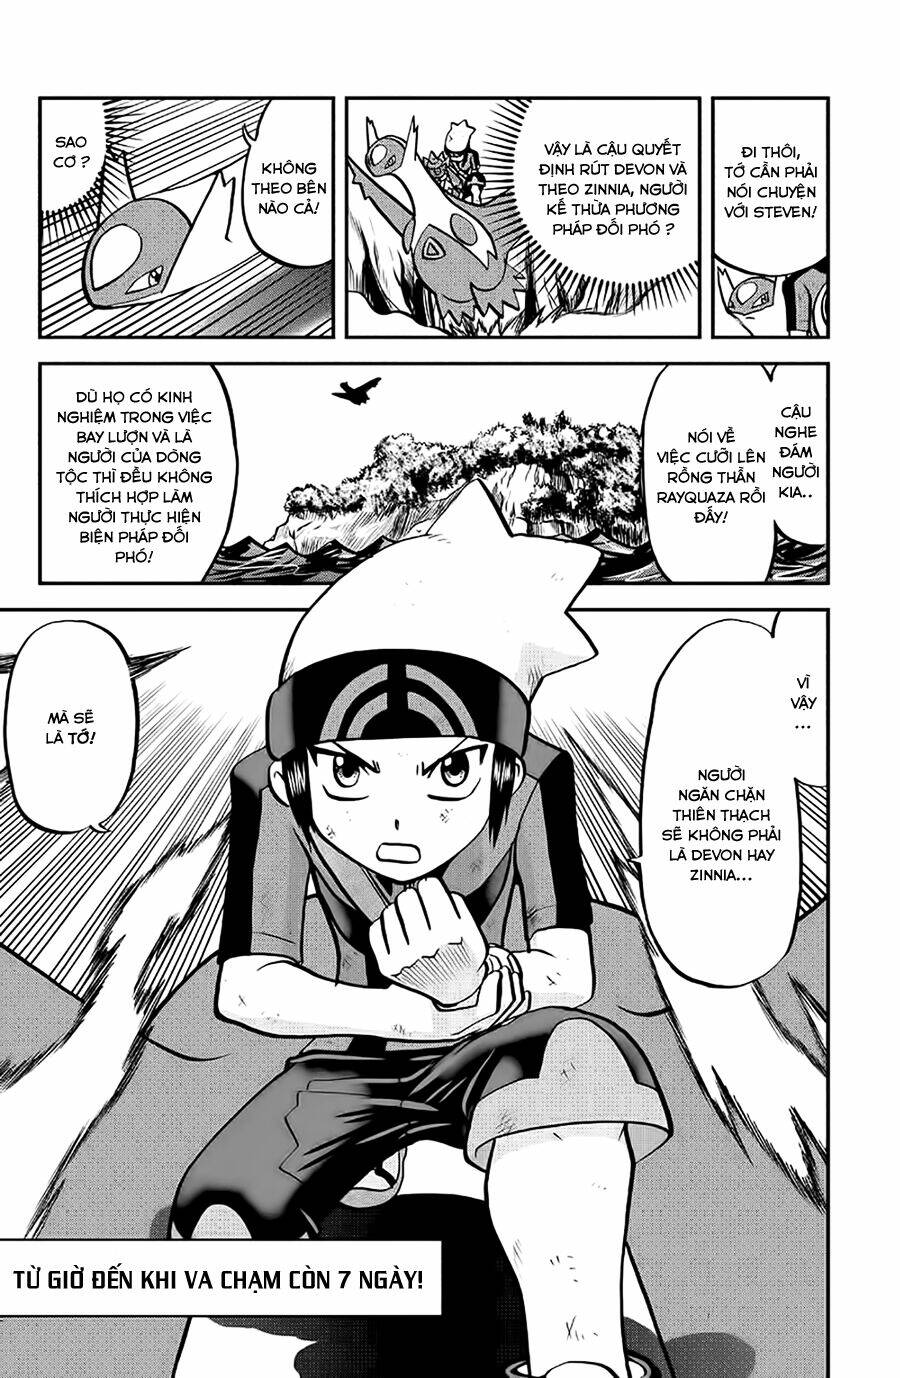 ĐI THÔI,
TỚ CẦN PHẢI
NÓI CHUYỆN
VỚI STEVEN!
VẬY LÀ CẬU QUYẾT
ĐỊNH RÚT DEVON VÀ
THEO ZINNIA, NGƯỜI
KẾ THỪA PHƯƠNG
PHÁP ĐỐI PHÓ ?
KHÔNG
THEO BÊN
NÀO CẢ!
SAO
CƠ ?
CẬU
NGHE
ĐÁM
NGƯỜI
KIA..
NÓI VỀ
VIỆC CƯỠI LÊN
RỒNG THẦN
RAYQUAZA RỒI
ĐẤY!
DÙ HỌ CÓ KINH
NGHIỆM TRONG VIỆC
BAY LƯỢN VÀ LÀ
NGƯỜI CỦA DÒNG
TỘC THÌ ĐỀU KHÔNG
THÍCH HỢP LÀM
NGƯỜI THỰC HIỆN
BIỆN PHÁP ĐỐI
PHÓ!
VÌ
VẬY
...
NGƯỜI
NGĂN CHẶN
THIÊN THẠCH
SẼ KHÔNG PHẢI
LÀ DEVON HAY
ZINNIA...
MÀ SẼ
LÀ TỚ!
TỪ GIỜ ĐẾN KHI VA CHẠM CÒN 7 NGÀY!